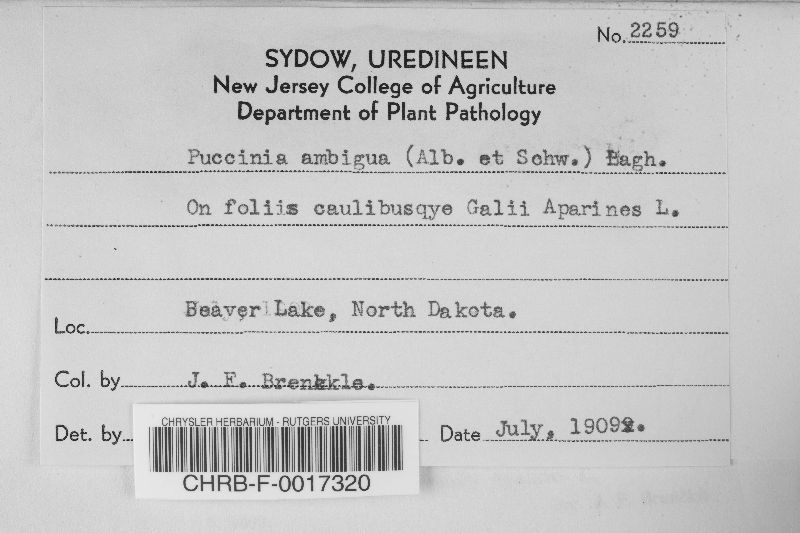 No. 2259
SYDOW, UREDINEEN
New Jersey College of Agriculture
Department of Plant Pathology
Puccinia ambigua (Alb. et Schw.) Bagh.
On foliis caulibusqye Galii Aparines L.
Loc. Beaver Lake, North Dakota.
Col. by J. F. Brenkkle.
Det. by
Date July, 1909
CHRYSLER HERBARIUM - RUTGERS UNIVERSITY
CHRB-F-0017320